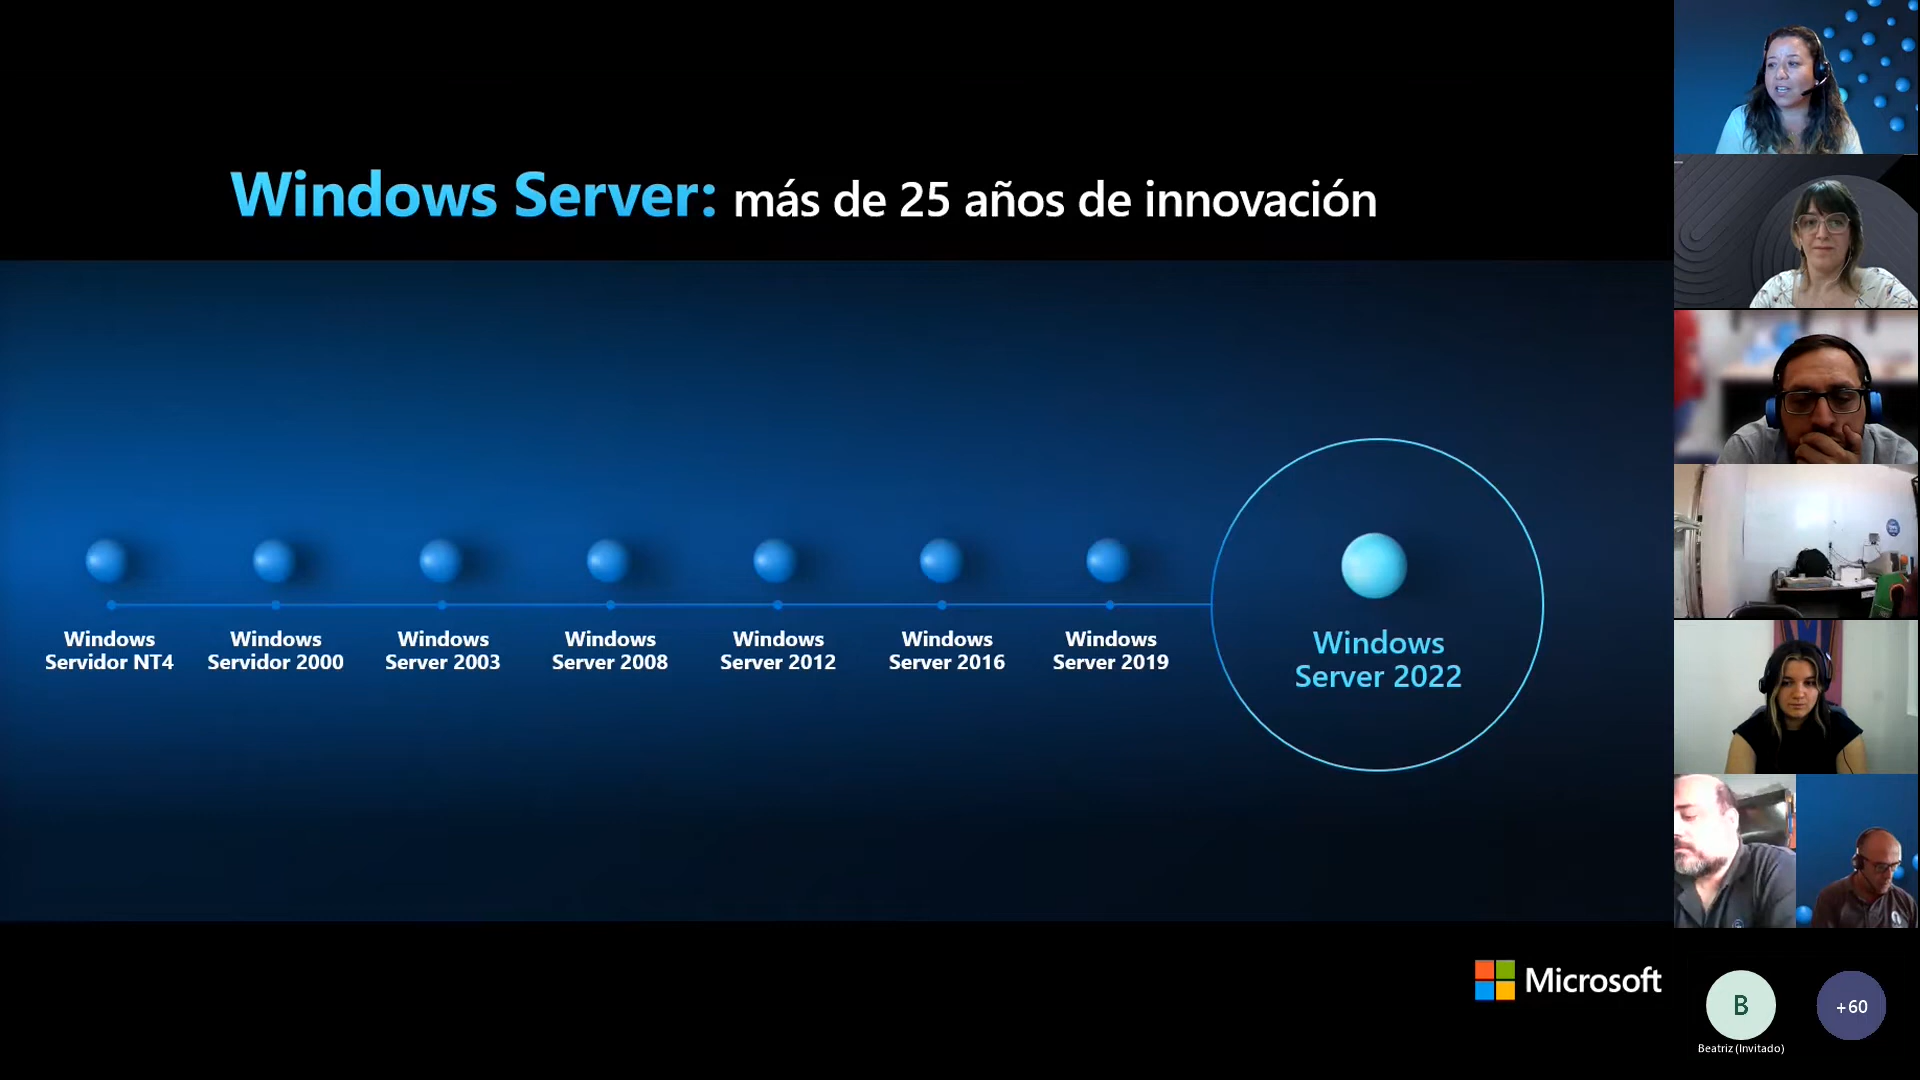 Windows Server: más de 25 años de innovación
Windows
Servidor NT4
Windows
Servidor 2000
Windows
Server 2003
Windows
Server 2008
Windows
Server 2012
Windows
Server 2016
Windows
Server 2019
Windows
Server 2022
Microsoft
B
Beatriz (Invitado)
+60